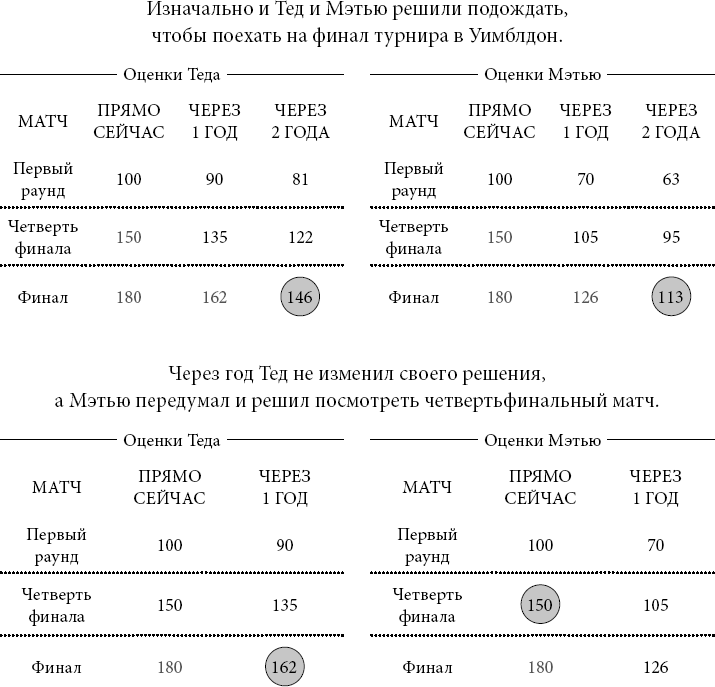 Изначально и Тед и Мэтью решили подождать,
чтобы поехать на финал турнира в Уимблдон.
Оценки Теда
МАТЧ ПРЯМО СЕЙЧАС ЧЕРЕЗ 1 ГОД ЧЕРЕЗ 2 ГОДА
Первый раунд 100 90 81
Четверть финала 150 135 122
Финал 180 162 146
Оценки Мэтью
МАТЧ ПРЯМО СЕЙЧАС ЧЕРЕЗ 1 ГОД ЧЕРЕЗ 2 ГОДА
Первый раунд 100 70 63
Четверть финала 150 105 95
Финал 180 126 113
Через год Тед не изменил своего решения,
а Мэтью передумал и решил посмотреть четвертьфинальный матч.
Оценки Теда
МАТЧ ПРЯМО СЕЙЧАС ЧЕРЕЗ 1 ГОД
Первый раунд 100 90
Четверть финала 150 135
Финал 180 162
Оценки Мэтью
МАТЧ ПРЯМО СЕЙЧАС ЧЕРЕЗ 1 ГОД
Первый раунд 100 70
Четверть финала 150 105
Финал 180 126